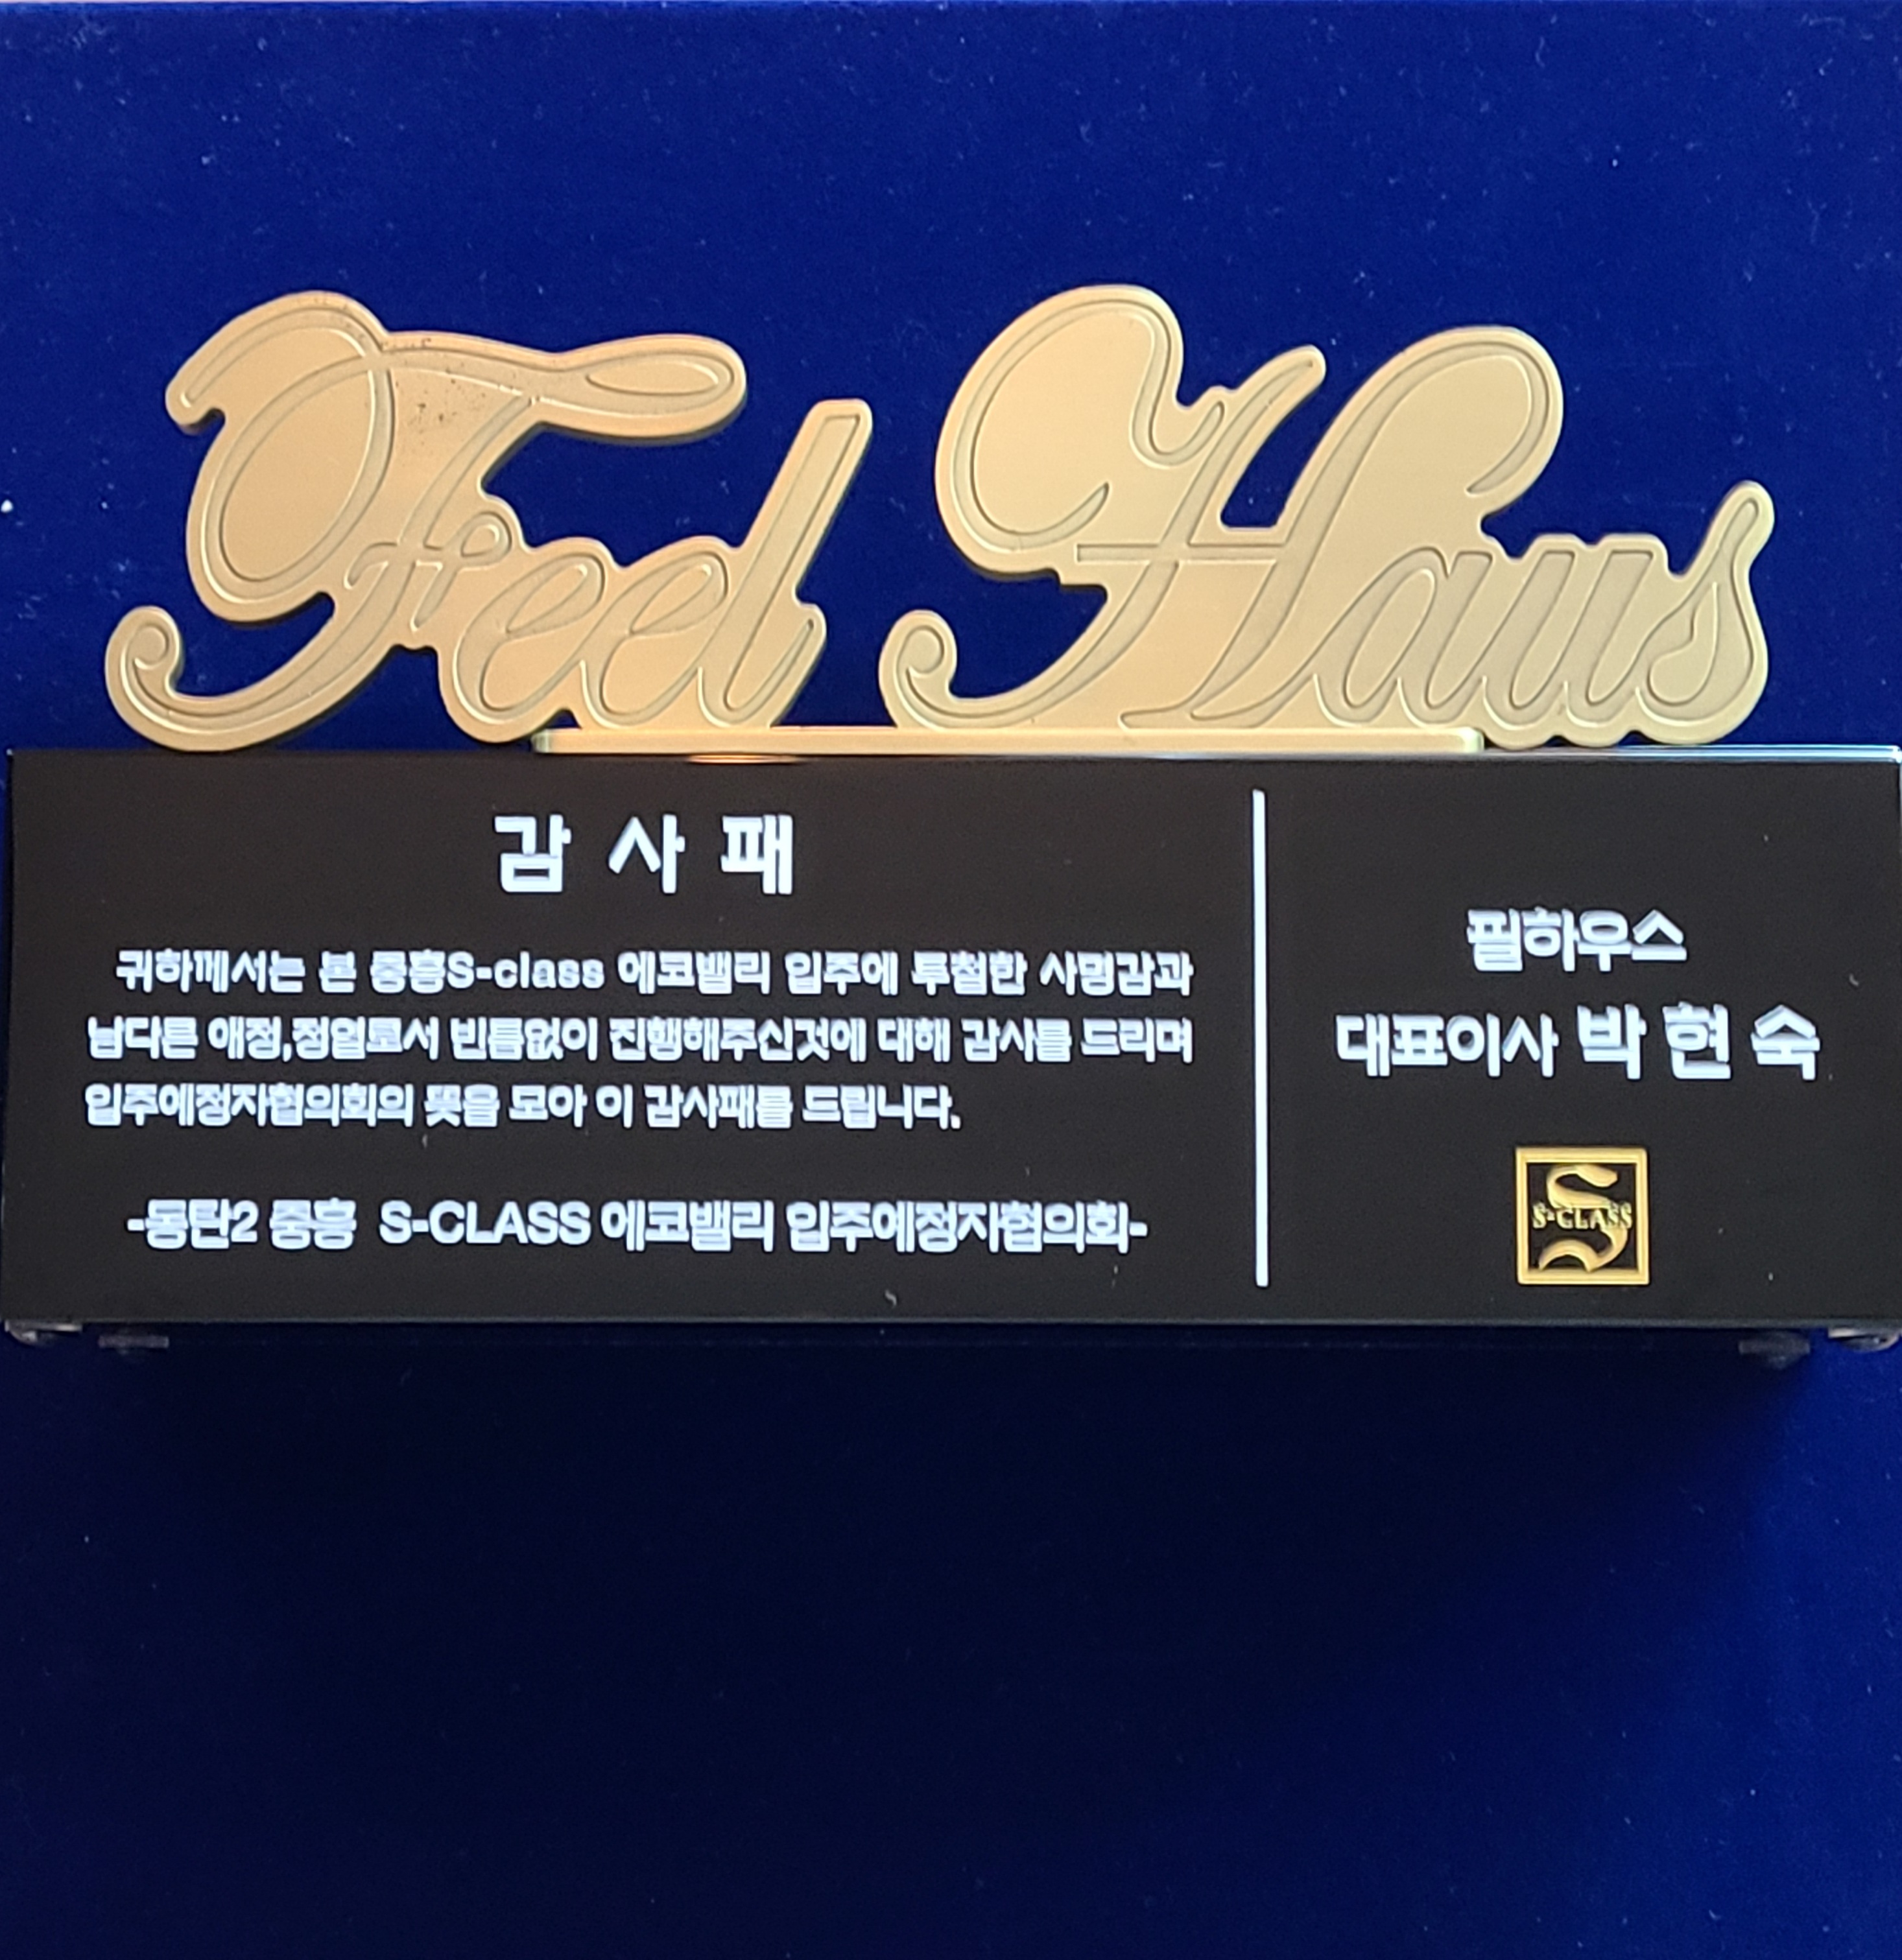 Feel Haus
감 사 패
귀하께서는 본 중흥S-class 에코밸리 입주에 투철한 사명감과
남다른 애정,정열로서 빈틈없이 진행해주신것에 대해 감사를 드리며
입주예정자협의회의 뜻을 모아 이 감사패를 드립니다.
-동탄2 중흥 S-CLASS 에코밸리 입주예정자협의회-
필하우스
대표이사 박 현 숙
S-CLASS